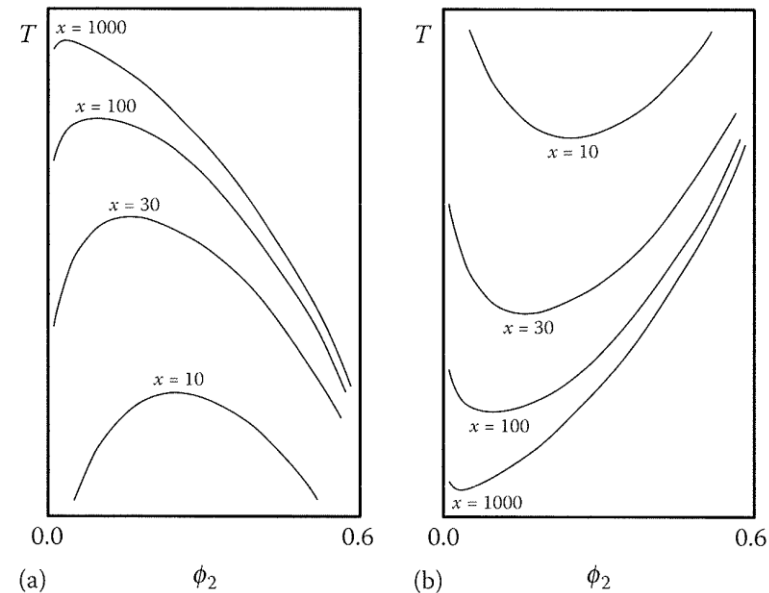 T
x = 1000
x = 100
x = 30
x = 10
0.0
0.6
(a)
ϕ₂
T
x = 10
x = 30
x = 100
x = 1000
0.0
0.6
(b)
ϕ₂